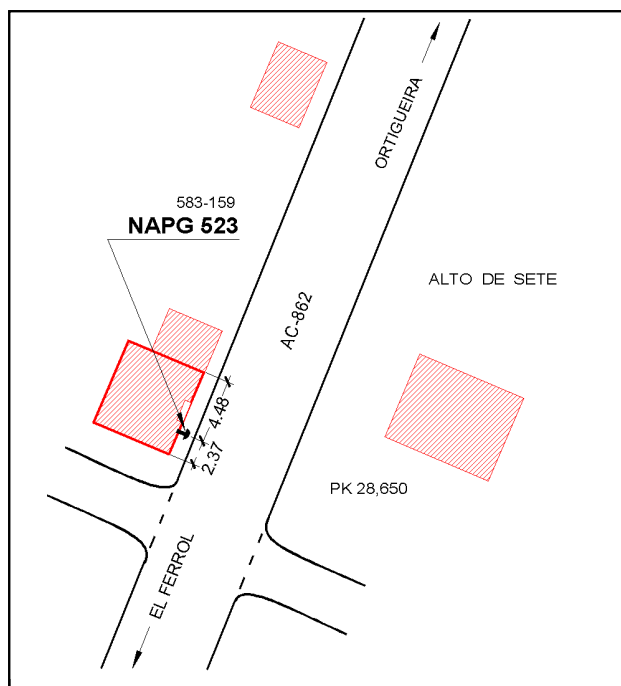 ORTIGUEIRA
583-159
NAPG 523
ALTO DE SETE
AC-862
4.48
2.37
PK 28,650
EL FERROL